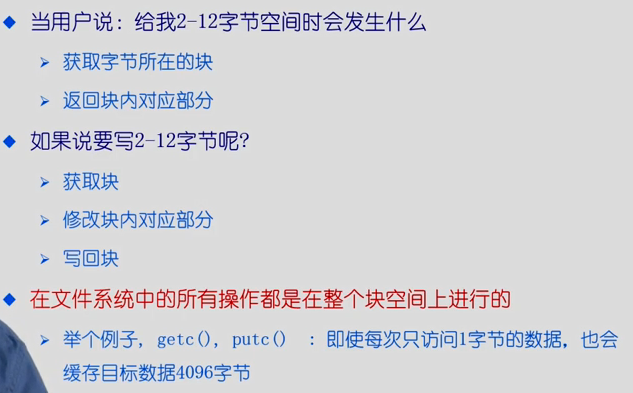 ◆ 当用户说：给我2-12字节空间时会发生什么
➢ 获取字节所在的块
➢ 返回块内对应部分
◆ 如果说要写2-12字节呢?
➢ 获取块
➢ 修改块内对应部分
➢ 写回块
◆ 在文件系统中的所有操作都是在整个块空间上进行的
➢ 举个例子, getc(), putc() ：即使每次只访问1字节的数据，也会
缓存目标数据4096字节